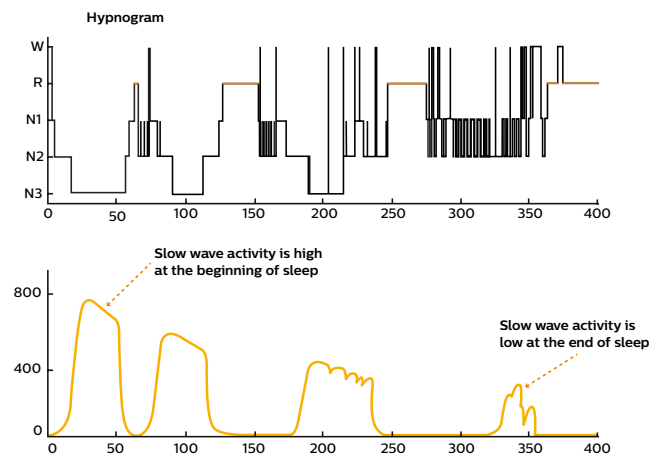 Hypnogram
W
R
N1
N2
N3
0 50 100 150 200 250 300 350 400
Slow wave activity is high
at the beginning of sleep
800
400
0
Slow wave activity is
low at the end of sleep
0 50 100 150 200 250 300 350 400